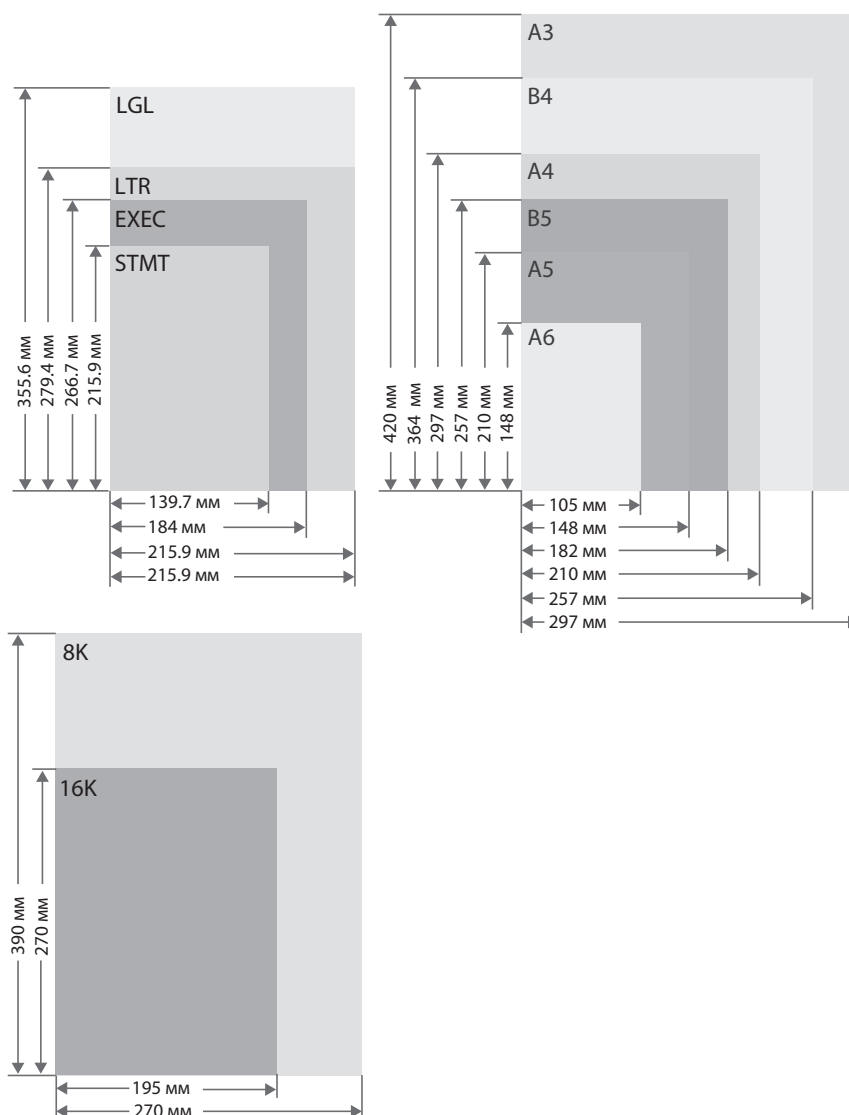 LGL
LTR
EXEC
STMT
355.6 мм
279.4 мм
266.7 мм
215.9 мм
139.7 мм
184 мм
215.9 мм
215.9 мм
A3
B4
A4
B5
A5
A6
420 мм
364 мм
297 мм
257 мм
210 мм
148 мм
105 мм
148 мм
182 мм
210 мм
257 мм
297 мм
8K
16K
390 мм
270 мм
195 мм
270 мм